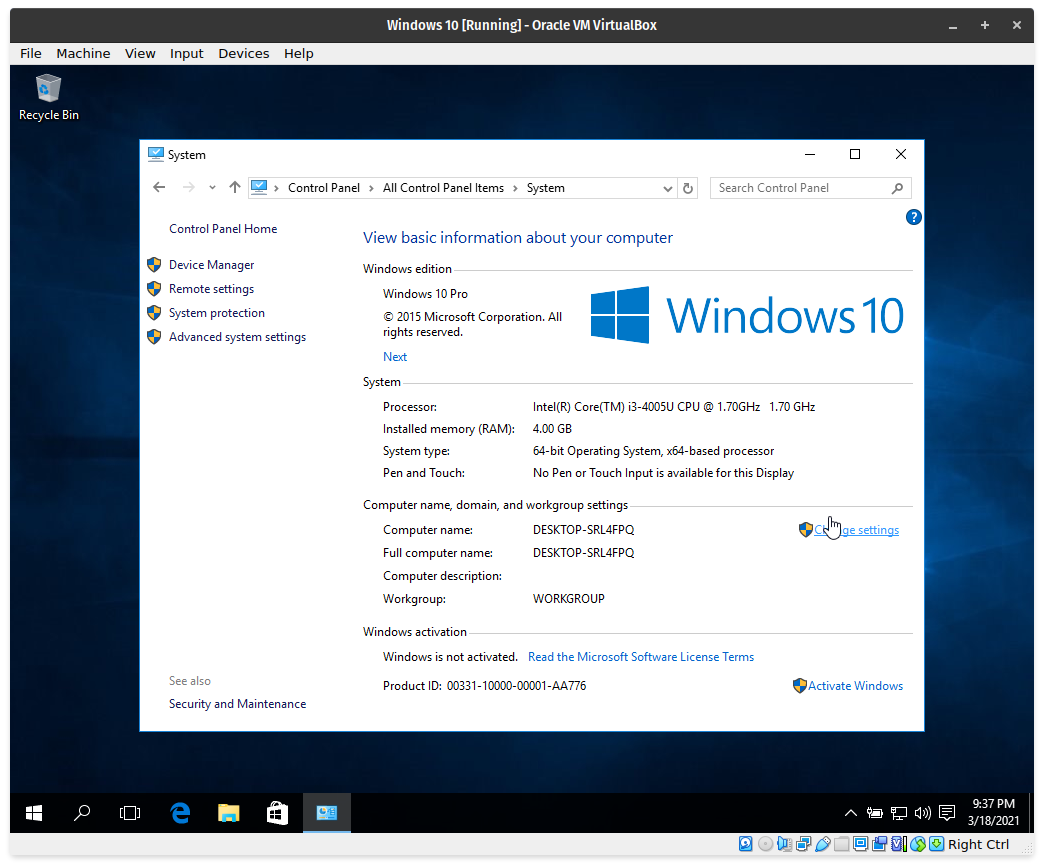 Windows 10 [Running] - Oracle VM VirtualBox
File Machine View Input Devices Help
Recycle Bin
System
Control Panel All Control Panel Items System
Search Control Panel
?
Control Panel Home
Device Manager
Remote settings
System protection
Advanced system settings
View basic information about your computer
Windows edition
Windows 10 Pro
© 2015 Microsoft Corporation. All
rights reserved.
Next
Windows 10
System
Processor: Intel(R) Core(TM) i3-4005U CPU @ 1.70GHz 1.70 GHz
Installed memory (RAM): 4.00 GB
System type: 64-bit Operating System, x64-based processor
Pen and Touch: No Pen or Touch Input is available for this Display
Computer name, domain, and workgroup settings
Computer name: DESKTOP-SRL4FPQ
settings
Full computer name: DESKTOP-SRL4FPQ
Computer description:
Workgroup: WORKGROUP
Windows activation
Windows is not activated. Read the Microsoft Software License Terms
Product ID: 00331-10000-00001-AA776
Activate Windows
See also
Security and Maintenance
9:37 PM
3/18/2021
Right Ctrl